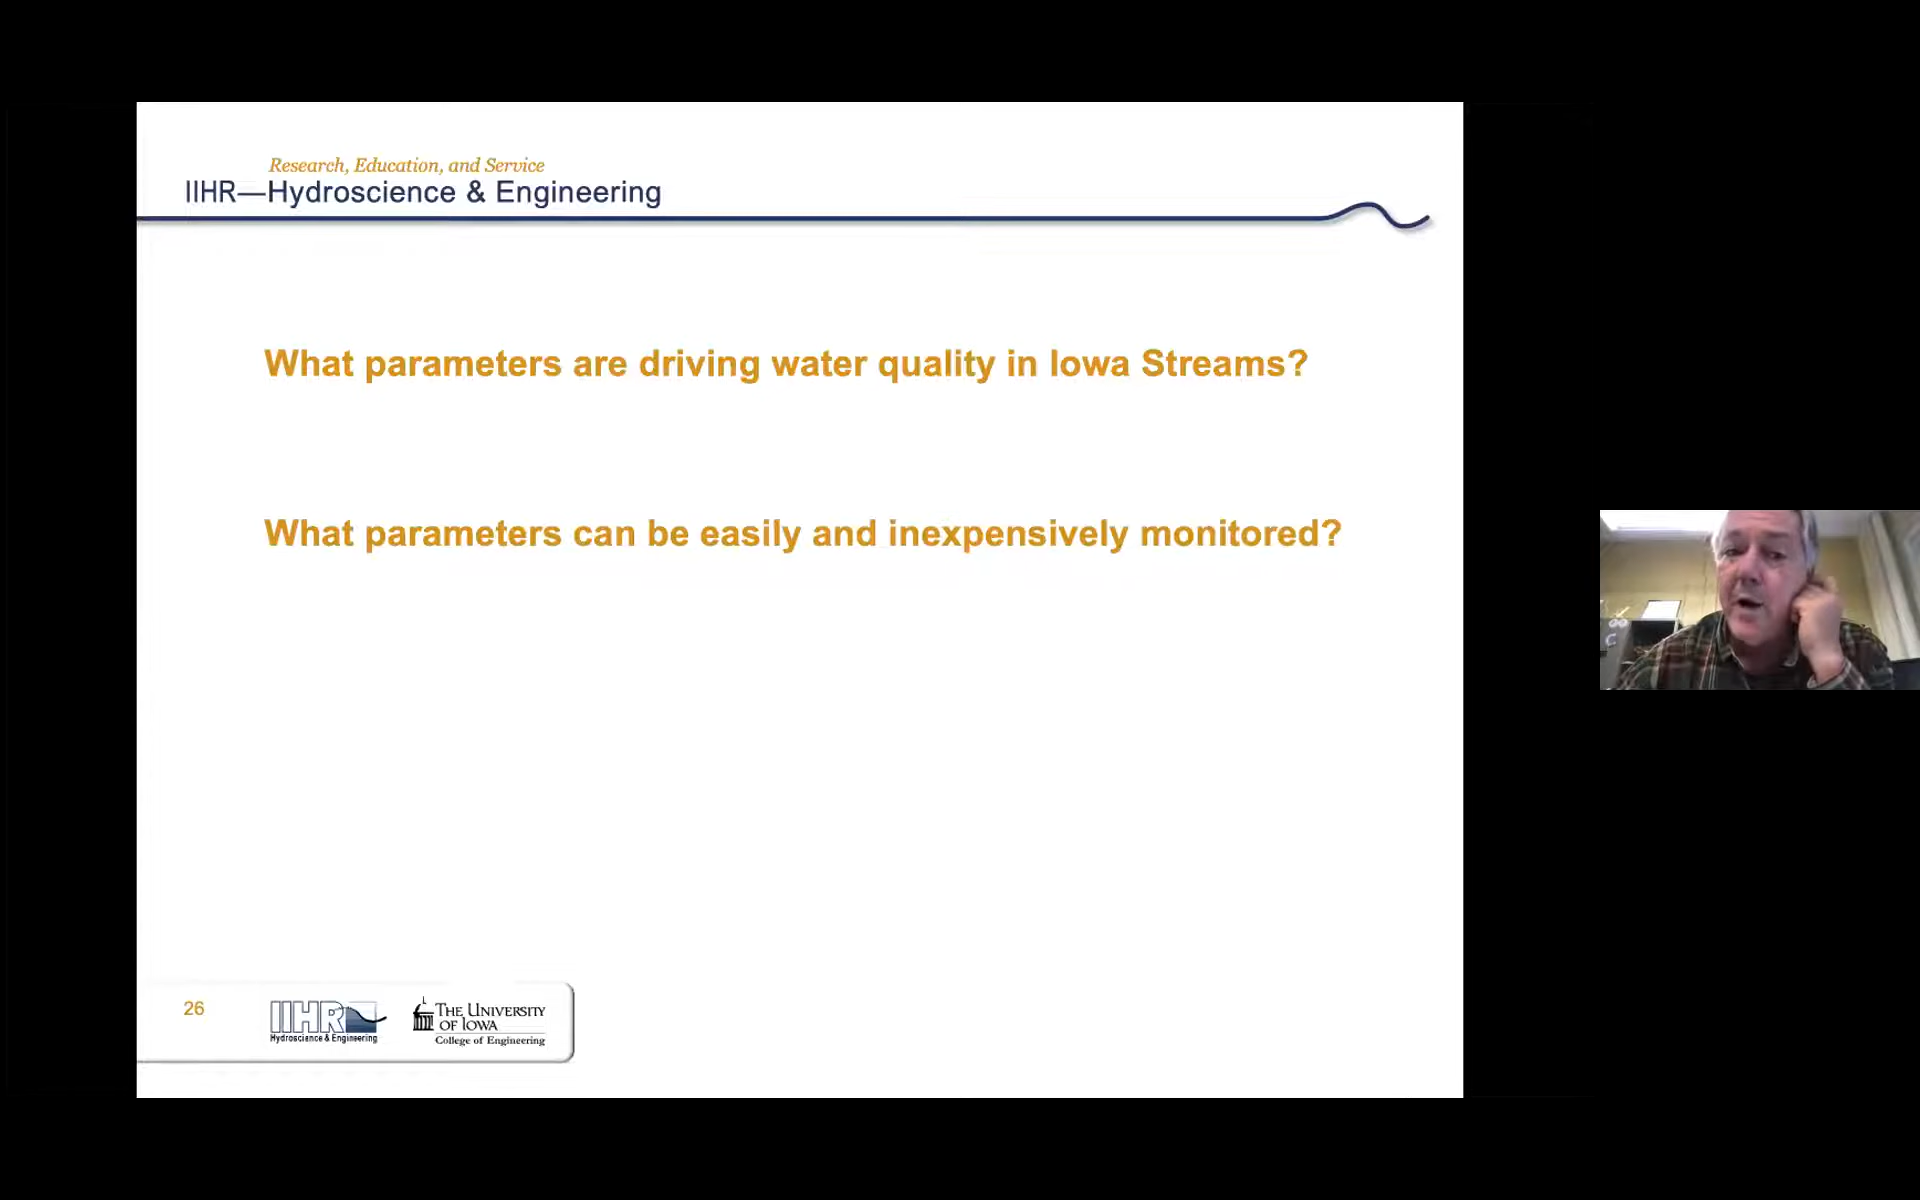 Research, Education, and Service
IIHR—Hydroscience & Engineering
What parameters are driving water quality in Iowa Streams?
What parameters can be easily and inexpensively monitored?
26
IIHR
Hydroscience & Engineering
THE UNIVERSITY
OF IOWA
College of Engineering